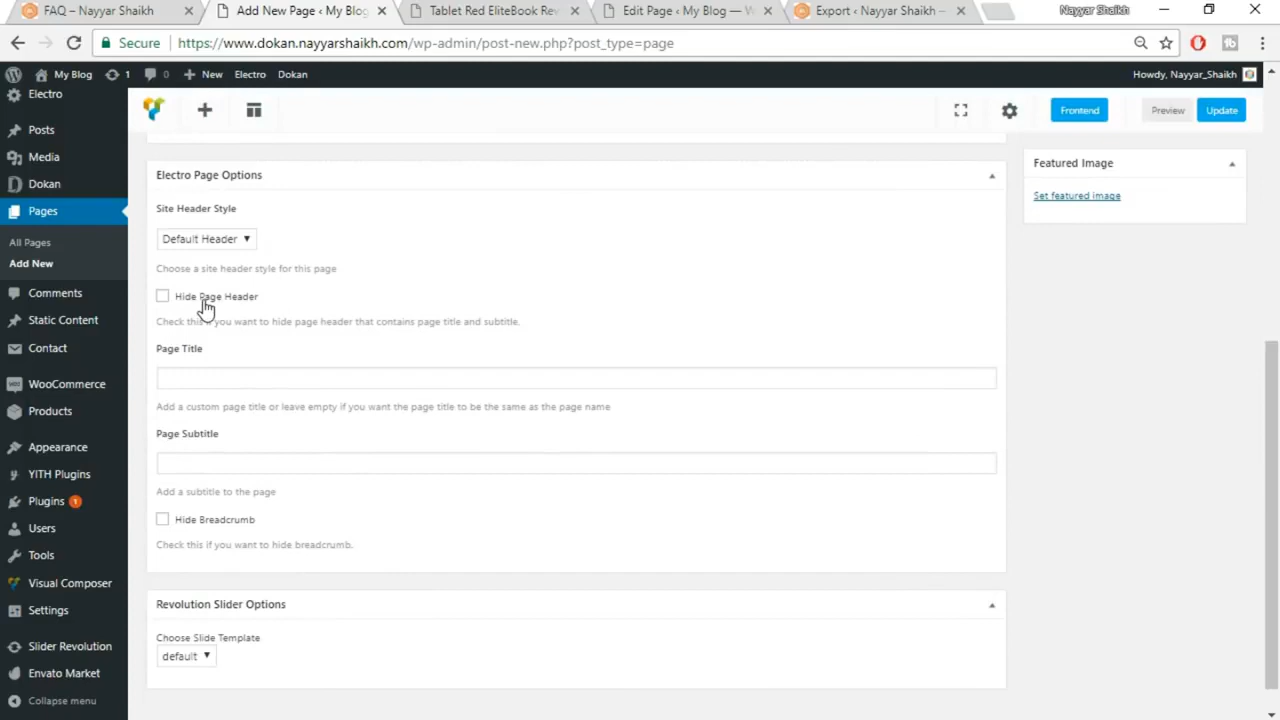 FAQ – Nayyar Shaikh
Add New Page ‹ My Blog
Tablet Red EliteBook Rev
Edit Page ‹ My Blog — W
Export ‹ Nayyar Shaikh —
Nayyar Shaikh
Secure
https://www.dokan.nayyarshaikh.com/wp-admin/post-new.php?post_type=page
My Blog
1
0
New
Electro
Dokan
Howdy, Nayyar_Shaikh
Electro
Posts
Media
Dokan
Pages
All Pages
Add New
Comments
Static Content
Contact
WooCommerce
Products
Appearance
YITH Plugins
Plugins 1
Users
Tools
Visual Composer
Settings
Slider Revolution
Envato Market
Collapse menu
Frontend
Preview
Update
Electro Page Options
Site Header Style
Default Header
Choose a site header style for this page
Hide Page Header
Check this if you want to hide page header that contains page title and subtitle.
Page Title
Add a custom page title or leave empty if you want the page title to be the same as the page name
Page Subtitle
Add a subtitle to the page
Hide Breadcrumb
Check this if you want to hide breadcrumb.
Revolution Slider Options
Choose Slide Template
default
Featured Image
Set featured image